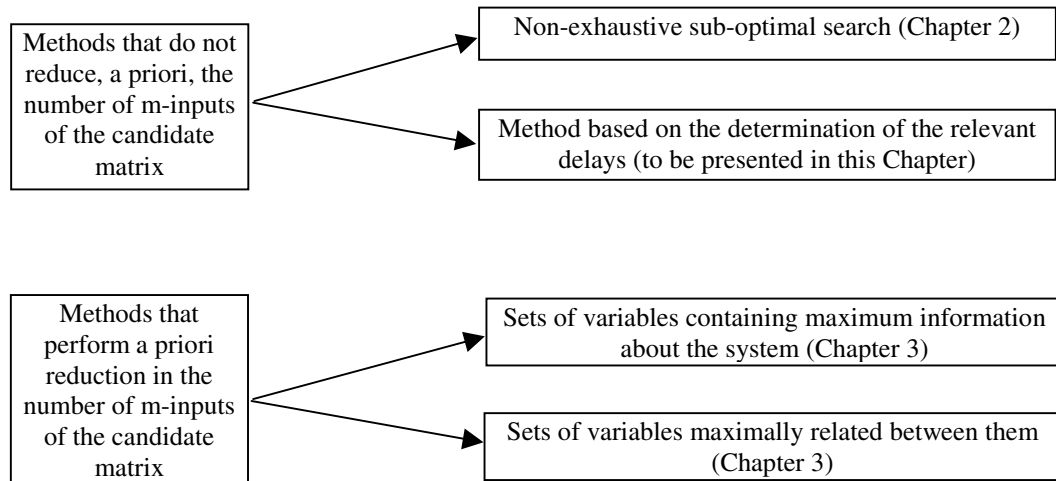 Methods that do not
reduce, a priori, the
number of m-inputs
of the candidate
matrix
Non-exhaustive sub-optimal search (Chapter 2)
Method based on the determination of the relevant
delays (to be presented in this Chapter)
Methods that
perform a priori
reduction in the
number of m-inputs
of the candidate
matrix
Sets of variables containing maximum information
about the system (Chapter 3)
Sets of variables maximally related between them
(Chapter 3)